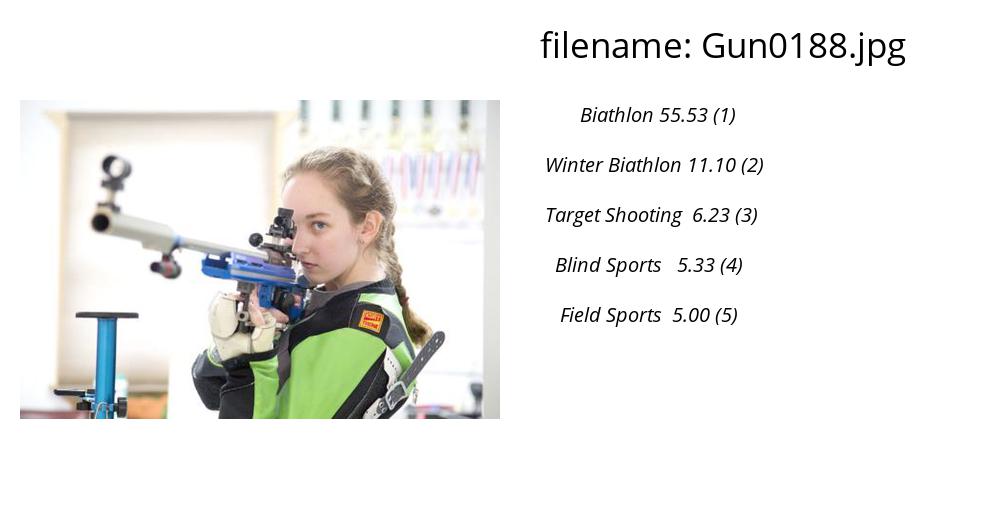 filename: Gun0188.jpg
Biathlon 55.53 (1)
Winter Biathlon 11.10 (2)
Target Shooting 6.23 (3)
Blind Sports 5.33 (4)
Field Sports 5.00 (5)